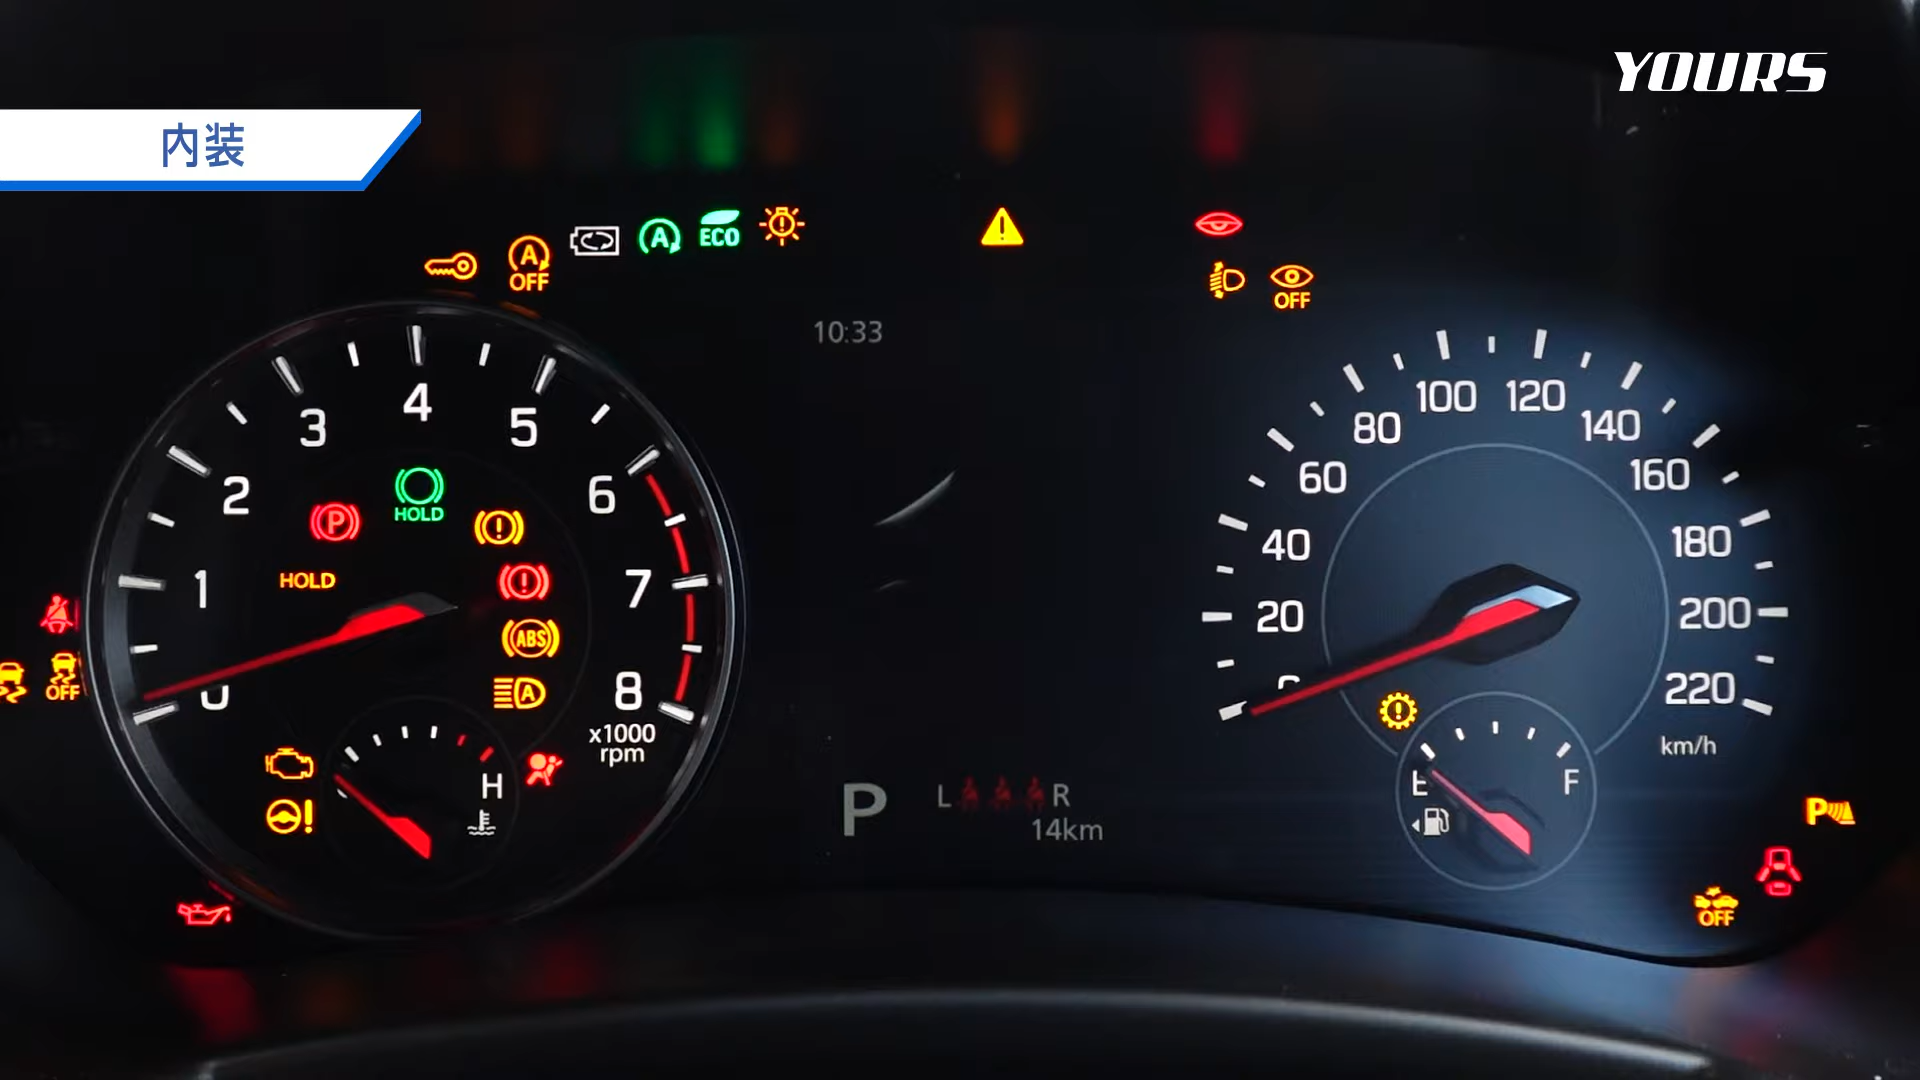 YOURS
内装
A
OFF
A
ECO
OFF
10:33
0
1
2
3
4
5
6
7
8
x1000
rpm
P
HOLD
HOLD
ABS
A
OFF
H
P
L
R
14km
20
40
60
80
100
120
140
160
180
200
220
km/h
E
F
P
OFF